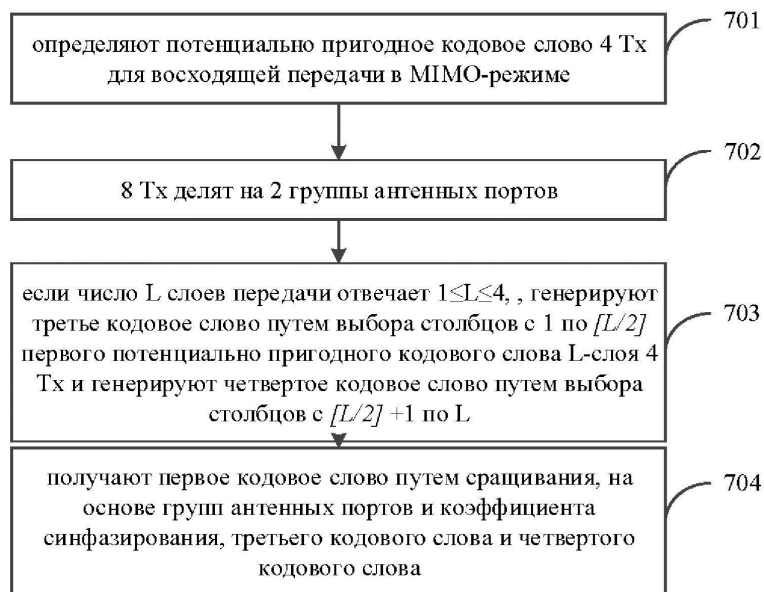 определяют потенциально пригодное кодовое слово 4 Tx
для восходящей передачи в MIMO-режиме
701
8 Tx делят на 2 группы антенных портов
702
если число L слоев передачи отвечает 1≤L≤4, , генерируют
третье кодовое слово путем выбора столбцов с 1 по [L/2]
первого потенциально пригодного кодового слова L-слоя 4
Tx и генерируют четвертое кодовое слово путем выбора
столбцов с [L/2] +1 по L
703
получают первое кодовое слово путем сращивания, на
основе групп антенных портов и коэффициента
синфазирования, третьего кодового слова и четвертого
кодового слова
704